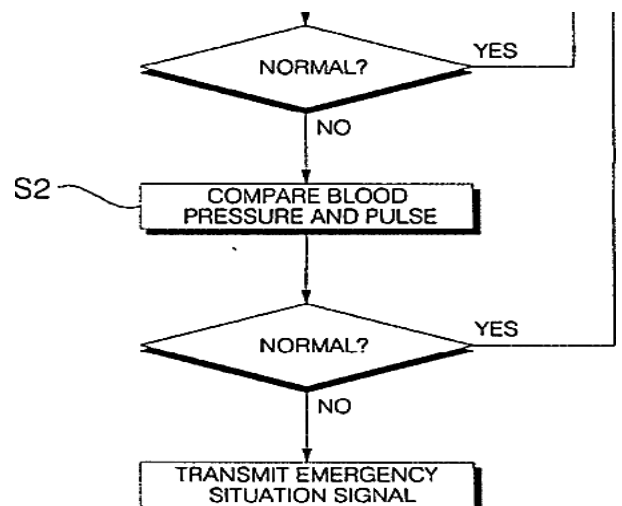 YES
NORMAL?
NO
S2
COMPARE BLOOD
PRESSURE AND PULSE
YES
NORMAL?
NO
TRANSMIT EMERGENCY
SITUATION SIGNAL